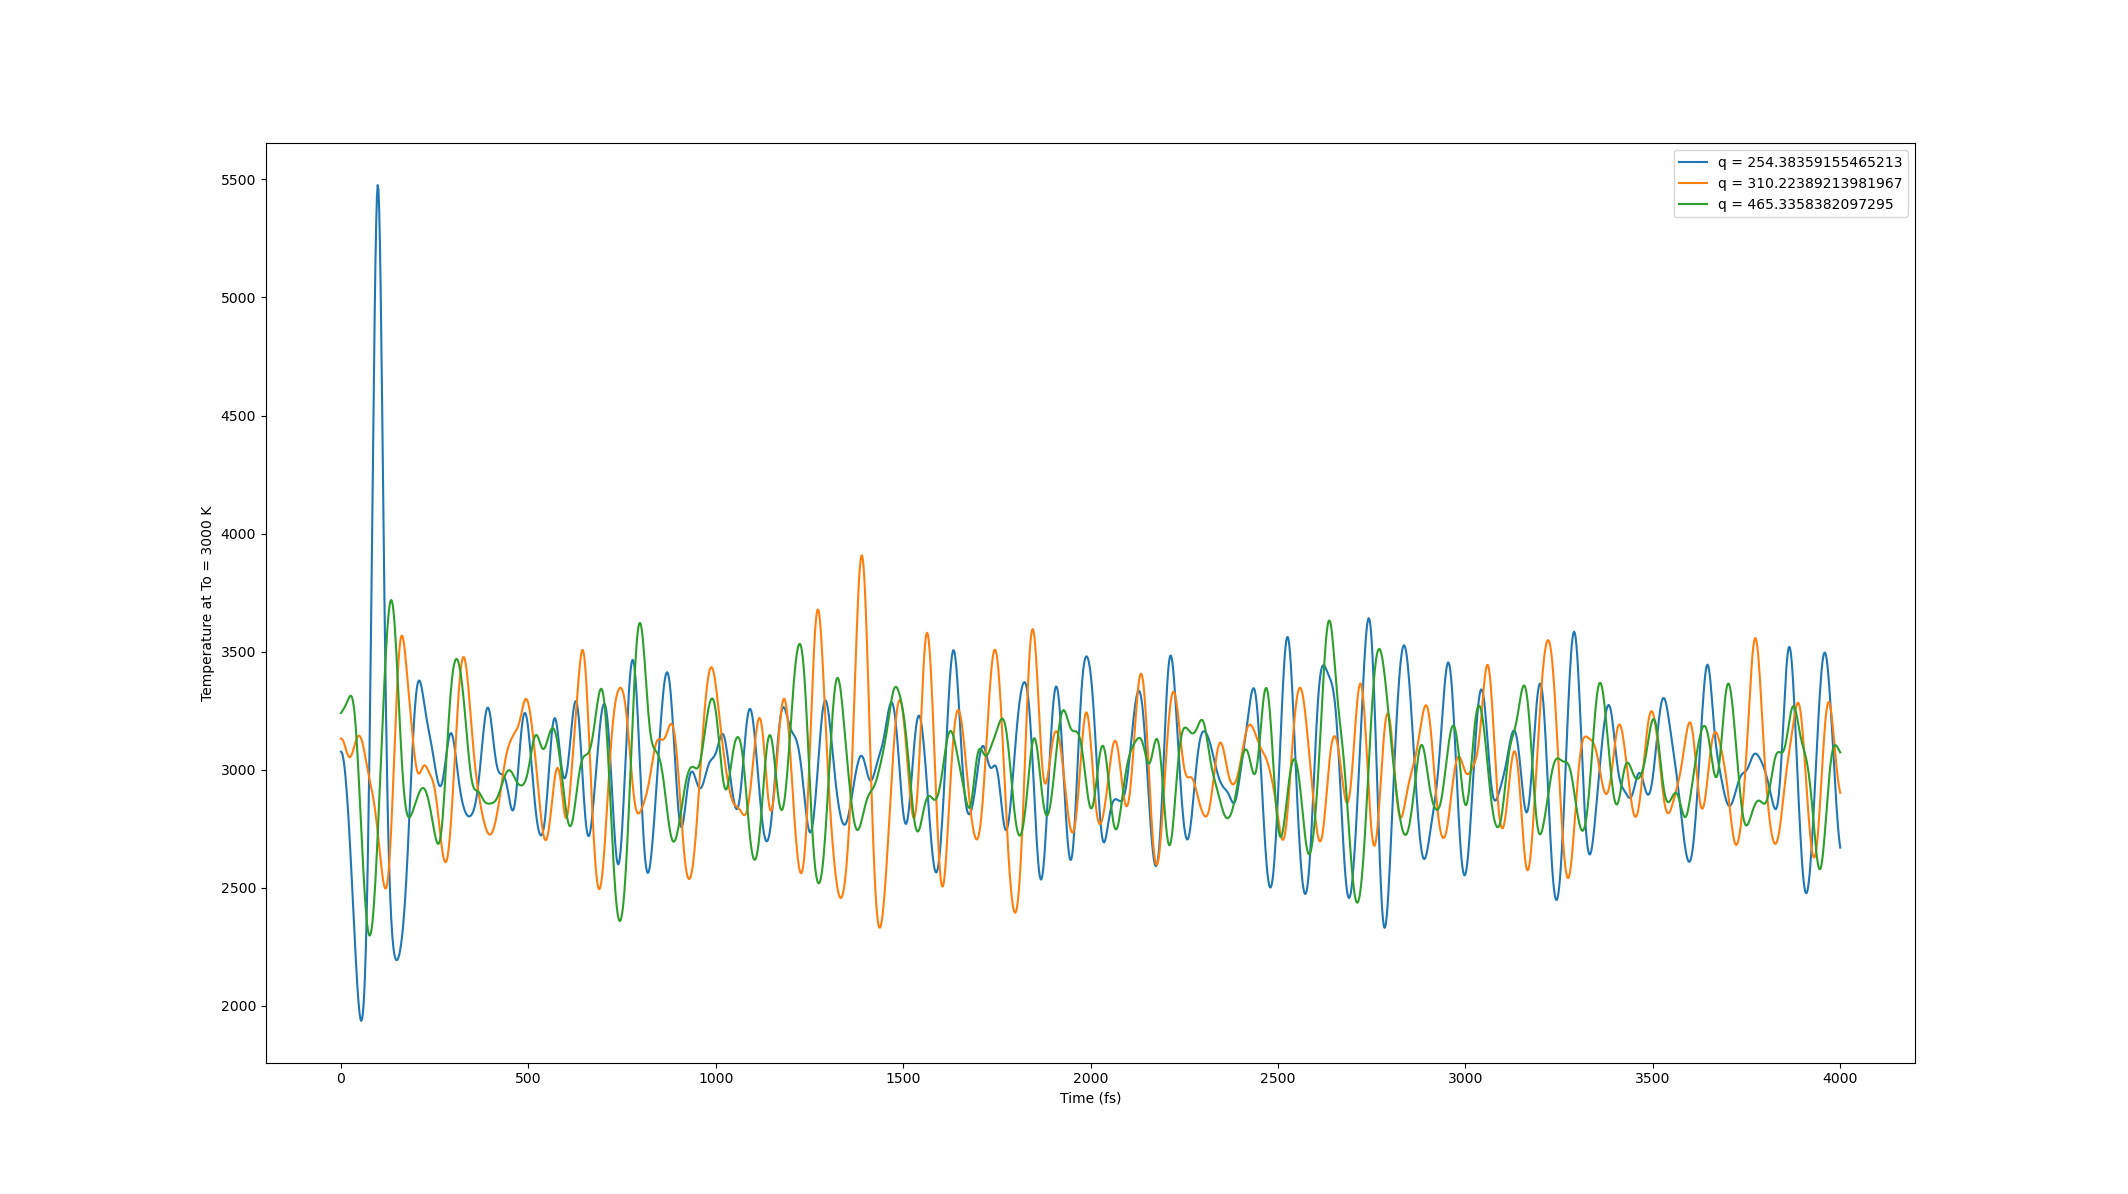 q = 254.38359155465213
q = 310.22389213981967
q = 465.3358382097295
5500
5000
4500
4000
3500
3000
2500
2000
Temperature at To = 3000 K
0 500 1000 1500 2000 2500 3000 3500 4000
Time (fs)